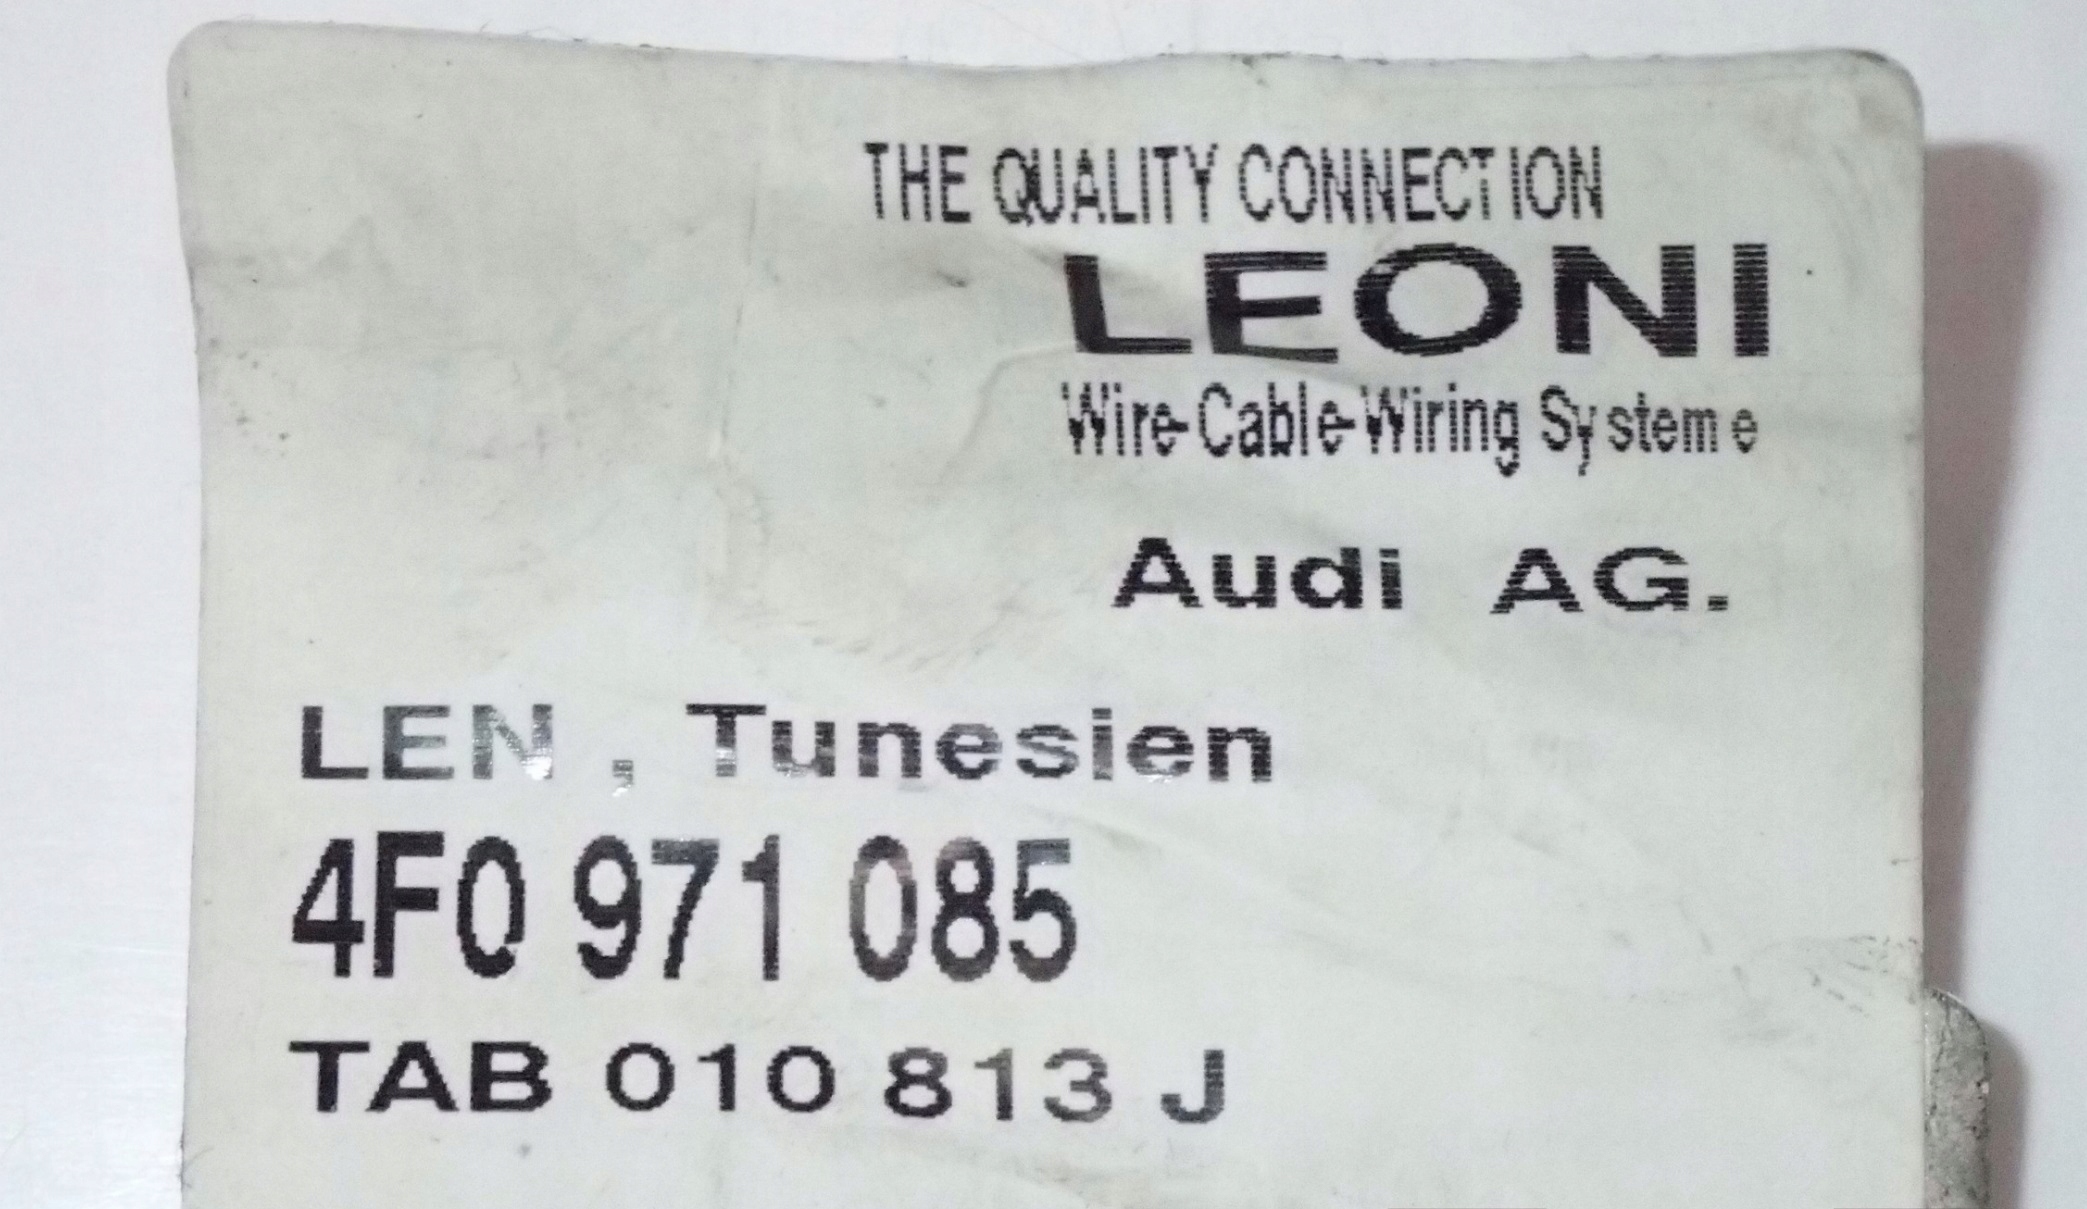 THE QUALITY CONNECTION
LEONI
Wire-Cable-Wiring Systeme
Audi AG.
LEN , Tunesien
4F0 971 085
TAB 010 813 J